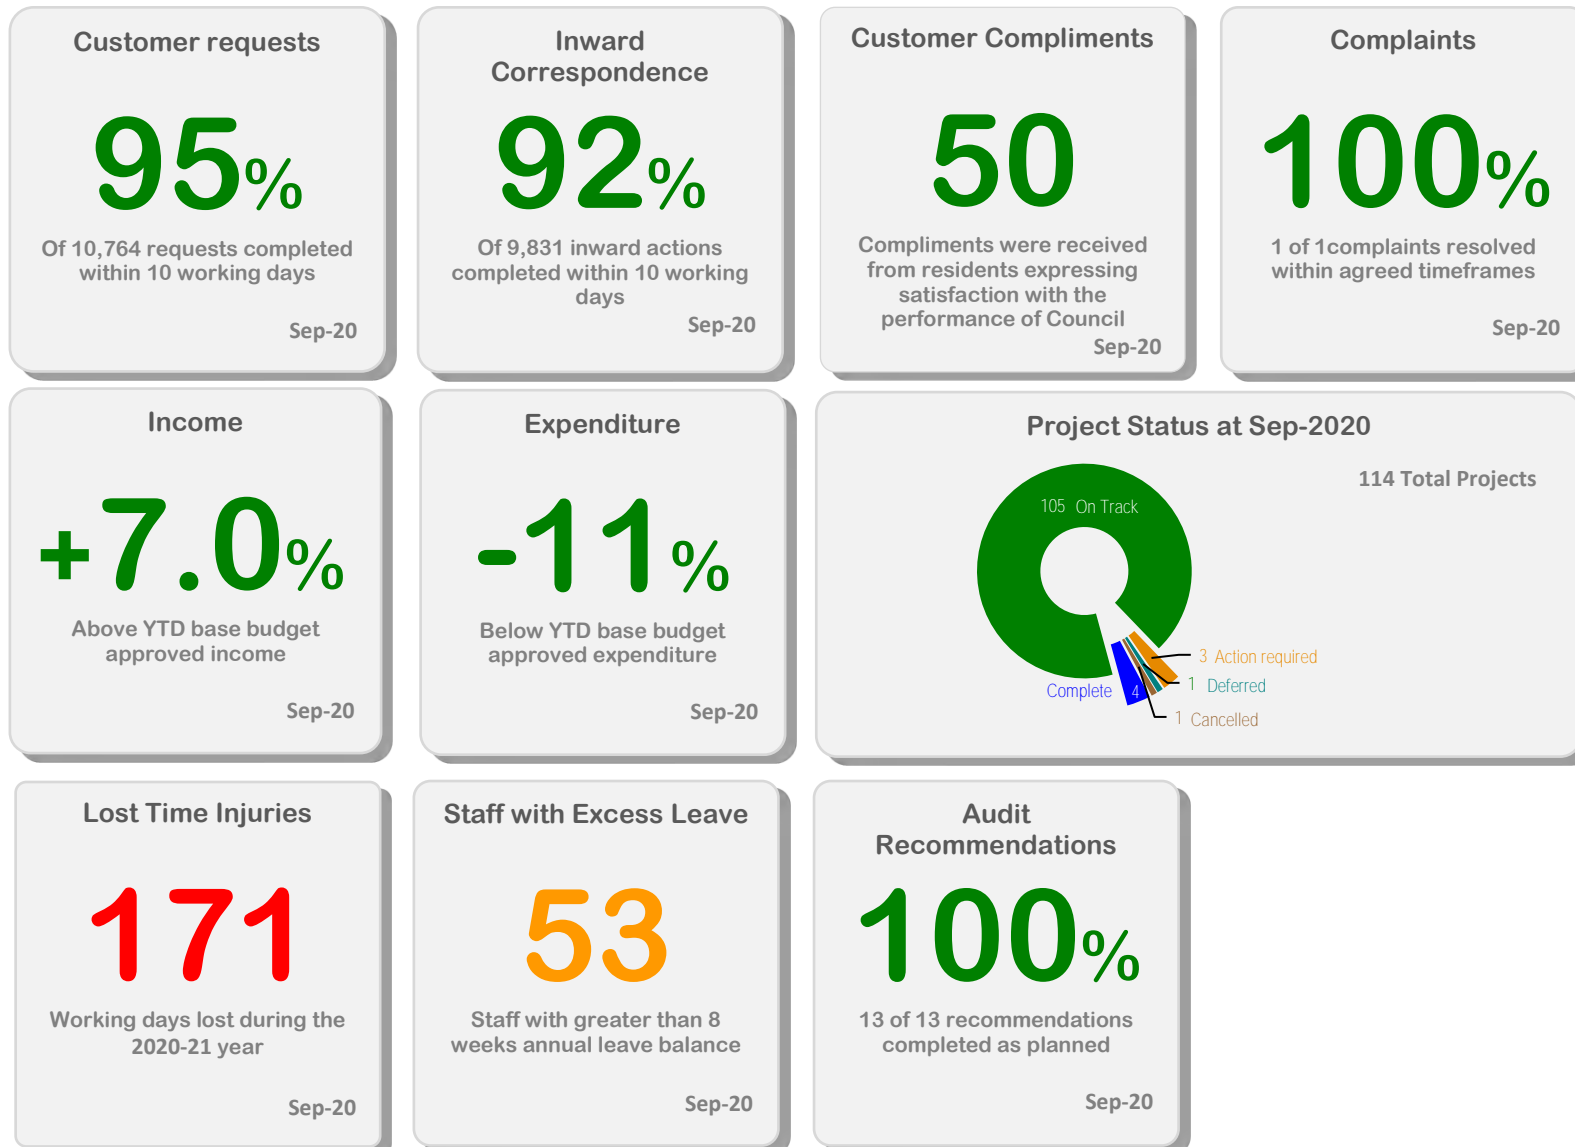 Customer requests
95%
Of 10,764 requests completed
within 10 working days
Sep-20
Inward
Correspondence
92%
Of 9,831 inward actions
completed within 10 working
days
Sep-20
Customer Compliments
50
Compliments were received
from residents expressing
satisfaction with the
performance of Council
Sep-20
Complaints
100%
1 of 1complaints resolved
within agreed timeframes
Sep-20
Income
+7.0%
Above YTD base budget
approved income
Sep-20
Expenditure
-11%
Below YTD base budget
approved expenditure
Sep-20
Project Status at Sep-2020
114 Total Projects
105 On Track
3 Action required
1 Deferred
Complete 4
1 Cancelled
Lost Time Injuries
171
Working days lost during the
2020-21 year
Sep-20
Staff with Excess Leave
53
Staff with greater than 8
weeks annual leave balance
Sep-20
Audit
Recommendations
100%
13 of 13 recommendations
completed as planned
Sep-20